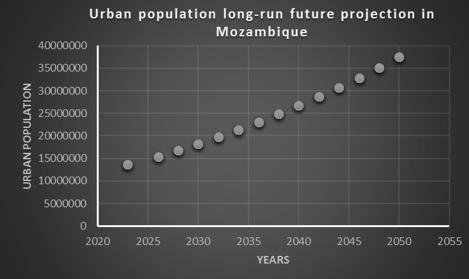 Urban population long-run future projection in
Mozambique
40000000
35000000
30000000
25000000
20000000
15000000
10000000
5000000
0
URBAN POPULATION
2020 2025 2030 2035 2040 2045 2050 2055
YEARS